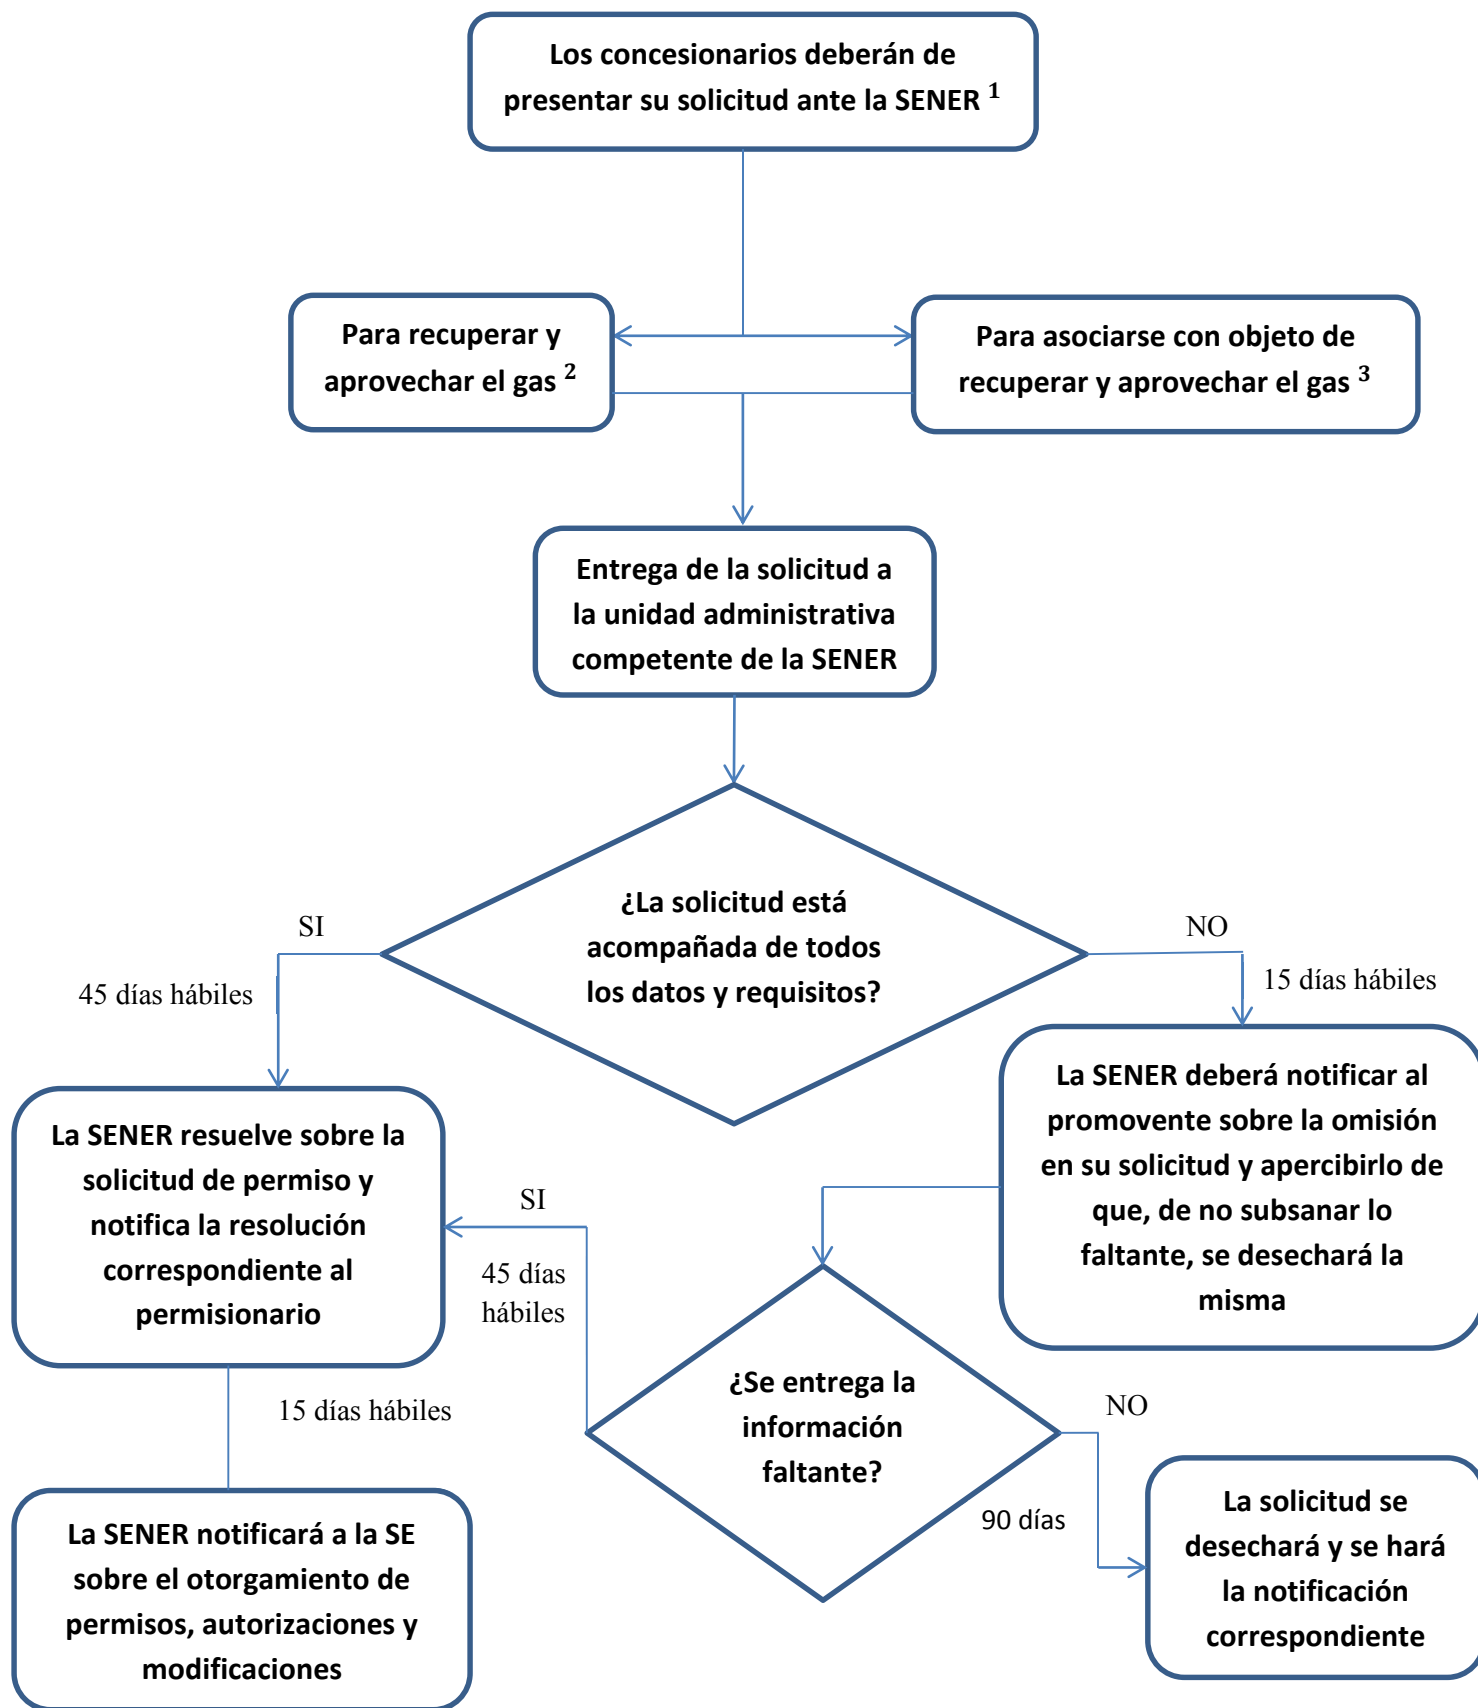 Los concesionarios deberán de
presentar su solicitud ante la SENER ¹
Para recuperar y
aprovechar el gas ²
Para asociarse con objeto de
recuperar y aprovechar el gas ³
Entrega de la solicitud a
la unidad administrativa
competente de la SENER
¿La solicitud está
acompañada de todos
los datos y requisitos?
SI
45 días hábiles
NO
15 días hábiles
La SENER resuelve sobre la
solicitud de permiso y
notifica la resolución
correspondiente al
permisionario
La SENER deberá notificar al
promovente sobre la omisión
en su solicitud y apercibirlo de
que, de no subsanar lo
faltante, se desechará la
misma
SI
45 días
hábiles
¿Se entrega la
información
faltante?
NO
90 días
15 días hábiles
La SENER notificará a la SE
sobre el otorgamiento de
permisos, autorizaciones y
modificaciones
La solicitud se
desechará y se hará
la notificación
correspondiente